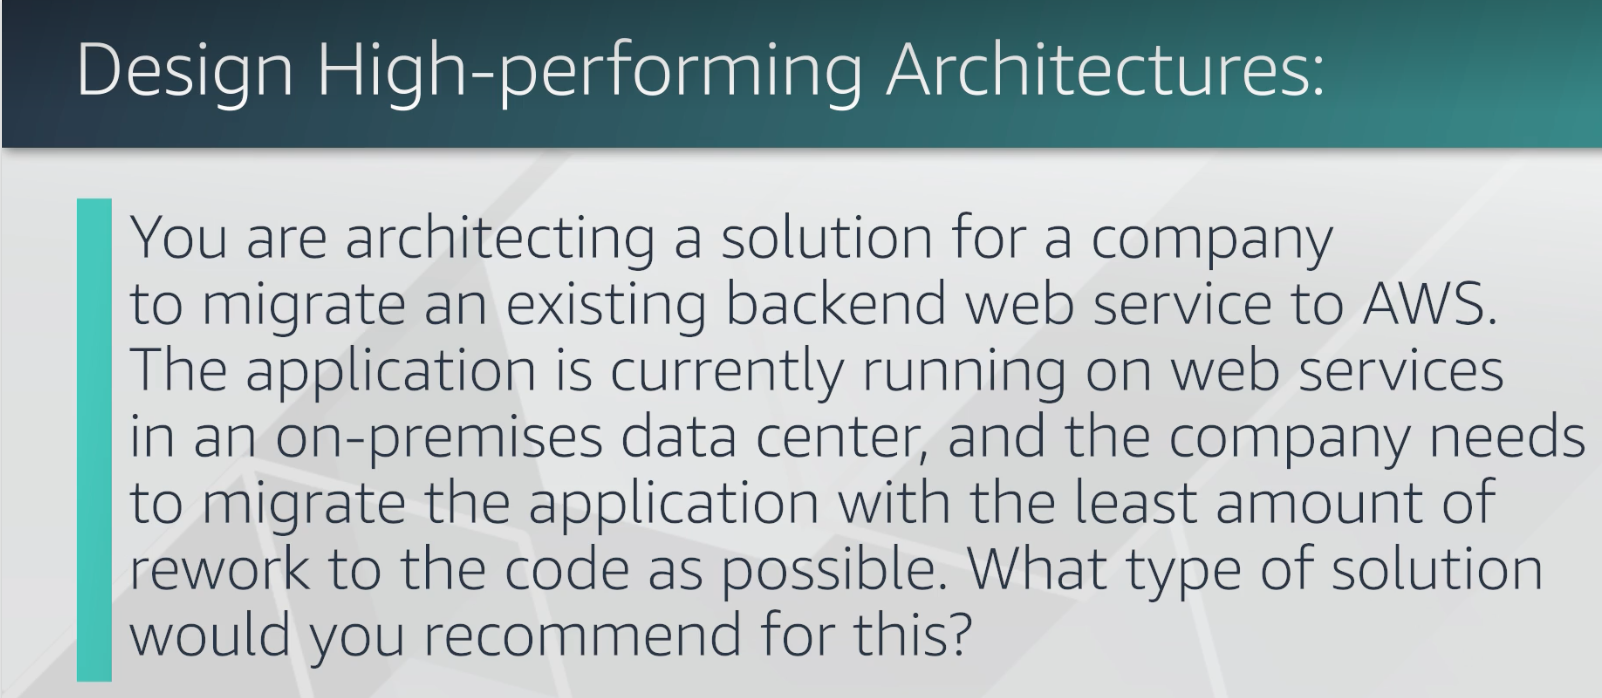 Design High-performing Architectures:
You are architecting a solution for a company
to migrate an existing backend web service to AWS.
The application is currently running on web services
in an on-premises data center, and the company needs
to migrate the application with the least amount of
rework to the code as possible. What type of solution
would you recommend for this?